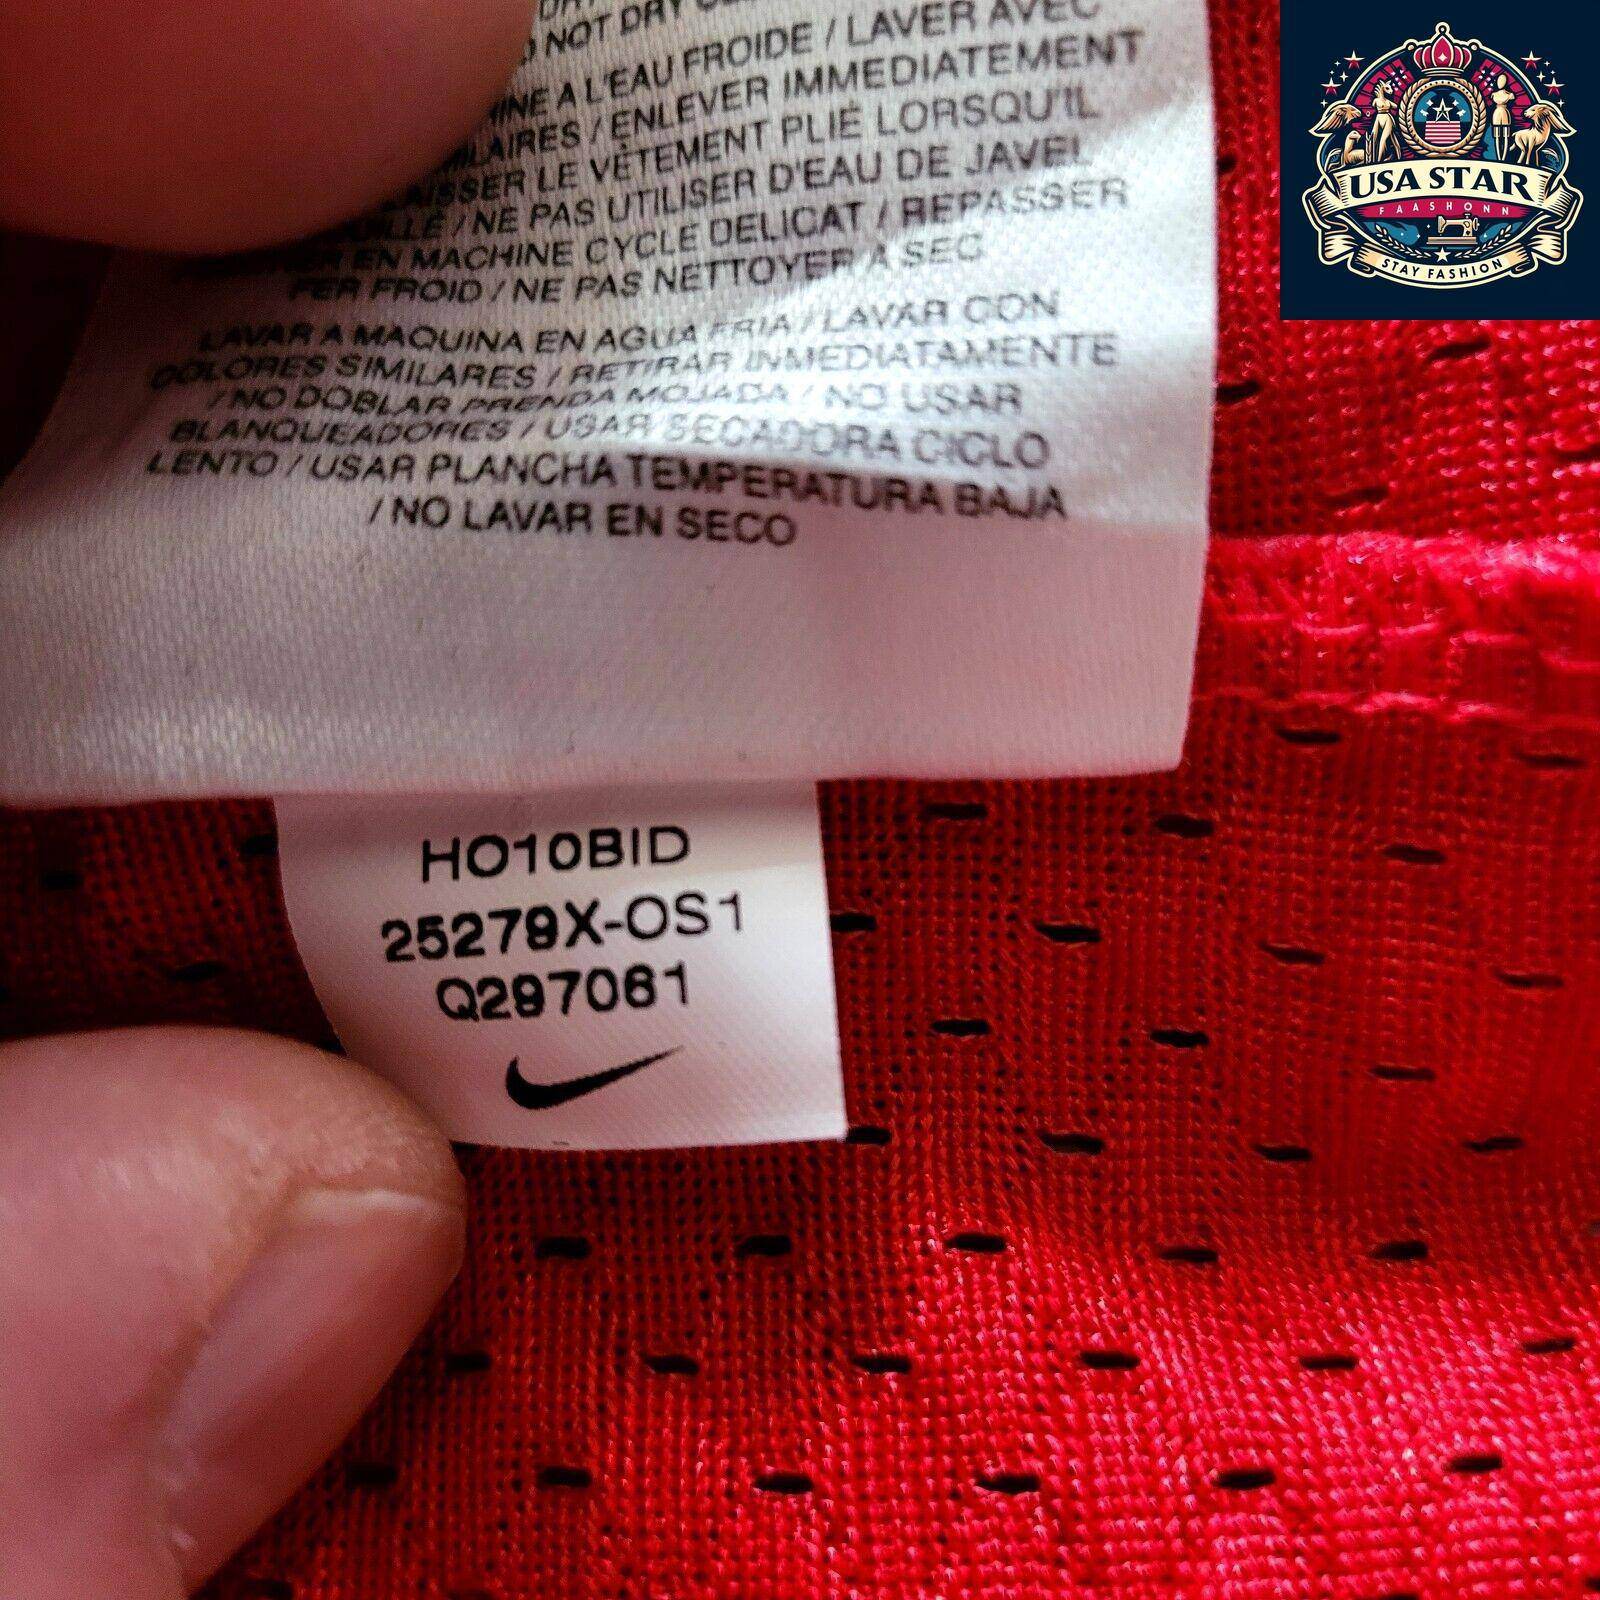 NOT DRY
A L'EAU FROIDE / LAVER AVEC
/ ENLEVER IMMEDIATEMENT
LE VÊTEMENT PLIÉ LORSQU'IL
/ NE PAS UTILISER D'EAU DE JAVEL
EN MACHINE CYCLE DELICAT / REPASSER
FER FROID / NE PAS NETTOYER A SEC
LAVAR A MAQUINA EN AGUA FRIA / LAVAR CON
COLORES SIMILARES / RETIRAR INMEDIATAMENTE
/ NO DOBLAR PRENDA MOJADA / NO USAR
BLANQUEADORES / USAR SECADORA CICLO
LENTO / USAR PLANCHA TEMPERATURA BAJA
/ NO LAVAR EN SECO
HO10BID
25279X-OS1
Q297061
USA STAR
FAASHONN
STAY FASHION